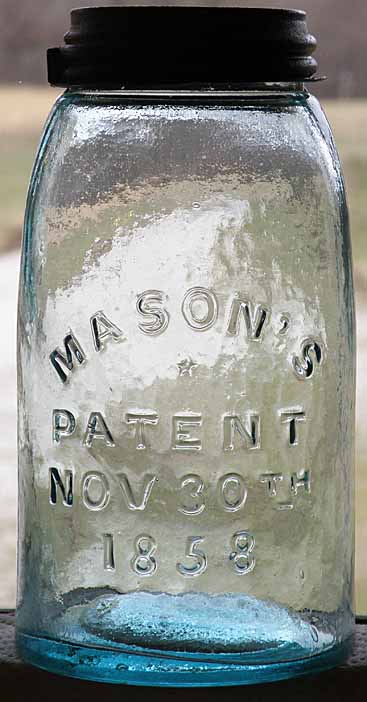 MASON'S
PATENT
NOV 30TH
1858